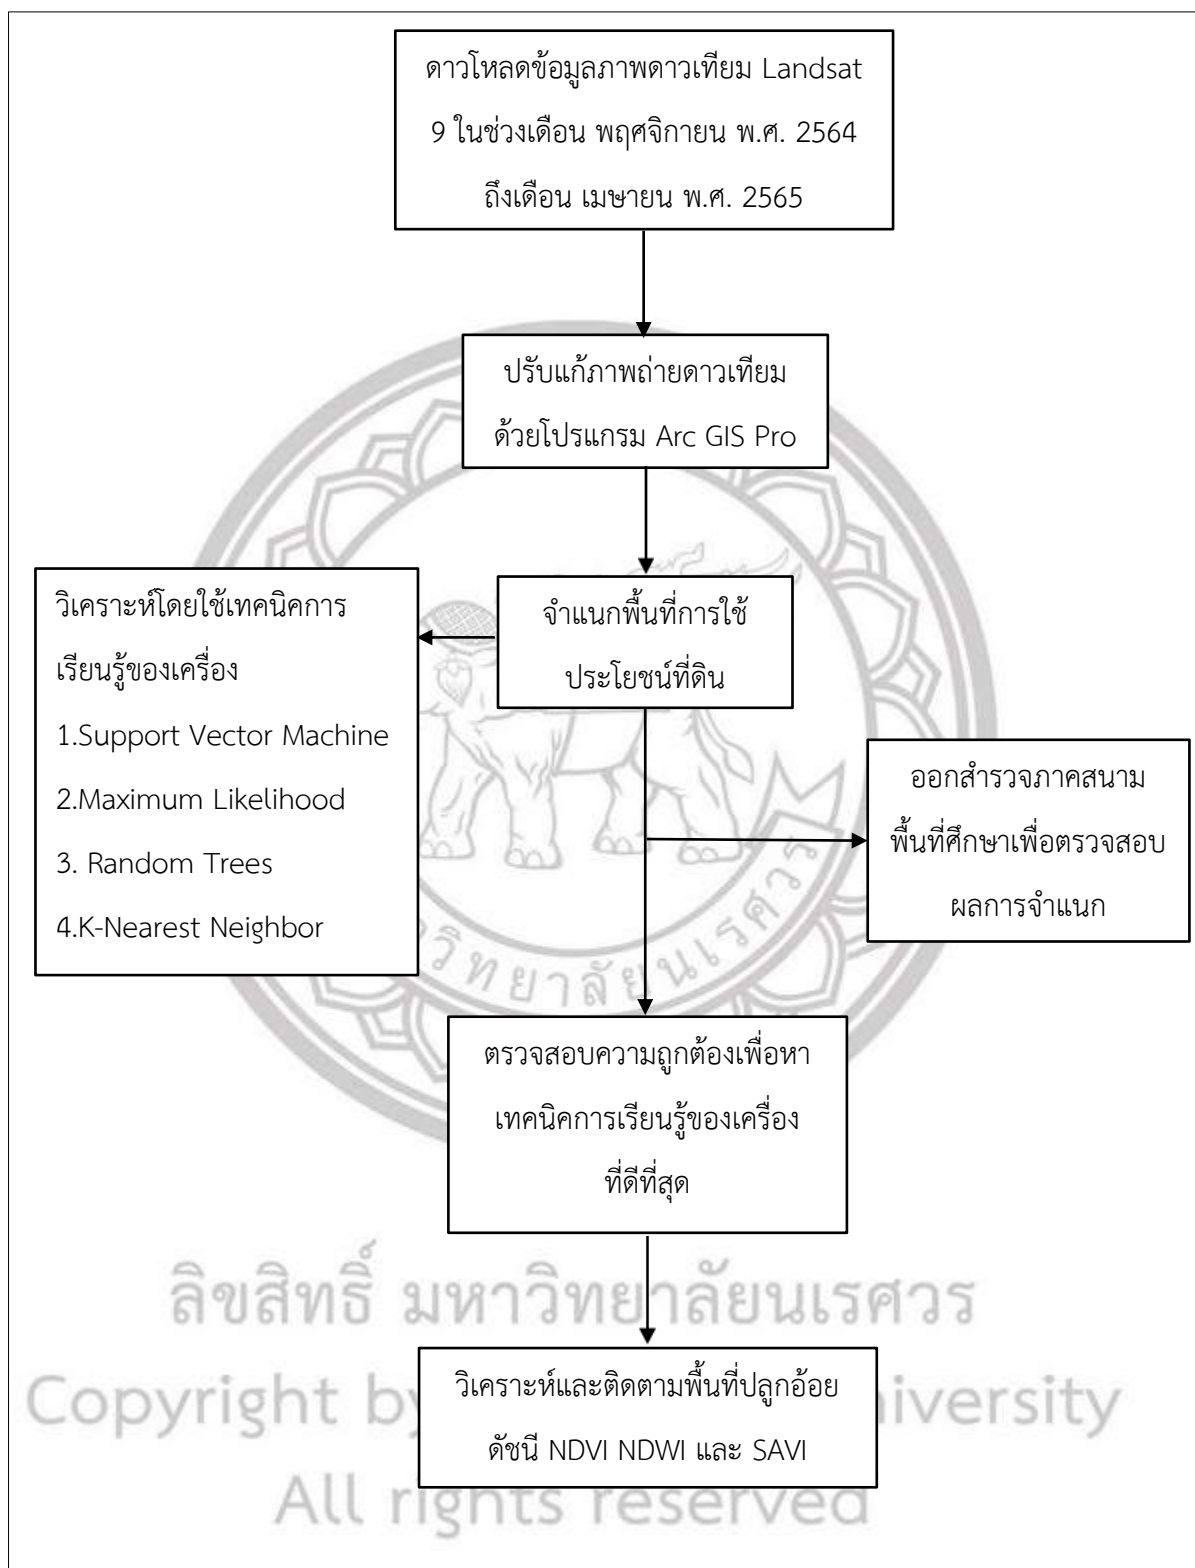 ดาวโหลดข้อมูลภาพดาวเทียม Landsat
9 ในช่วงเดือน พฤศจิกายน พ.ศ. 2564
ถึงเดือน เมษายน พ.ศ. 2565
ปรับแก้ภาพถ่ายดาวเทียม
ด้วยโปรแกรม Arc GIS Pro
จำแนกพื้นที่การใช้
ประโยชน์ที่ดิน
วิเคราะห์โดยใช้เทคนิคการ
เรียนรู้ของเครื่อง
1.Support Vector Machine
2.Maximum Likelihood
3. Random Trees
4.K-Nearest Neighbor
ออกสำรวจภาคสนาม
พื้นที่ศึกษาเพื่อตรวจสอบ
ผลการจำแนก
วิทยาลัยนเรศวร
ตรวจสอบความถูกต้องเพื่อหา
เทคนิคการเรียนรู้ของเครื่อง
ที่ดีที่สุด
ลิขสิทธิ์ มหาวิทยาลัยนเรศวร
วิเคราะห์และติดตามพื้นที่ปลูกอ้อย
ดัชนี NDVI NDWI และ SAVI
Copyright by iversity
All rights reserved